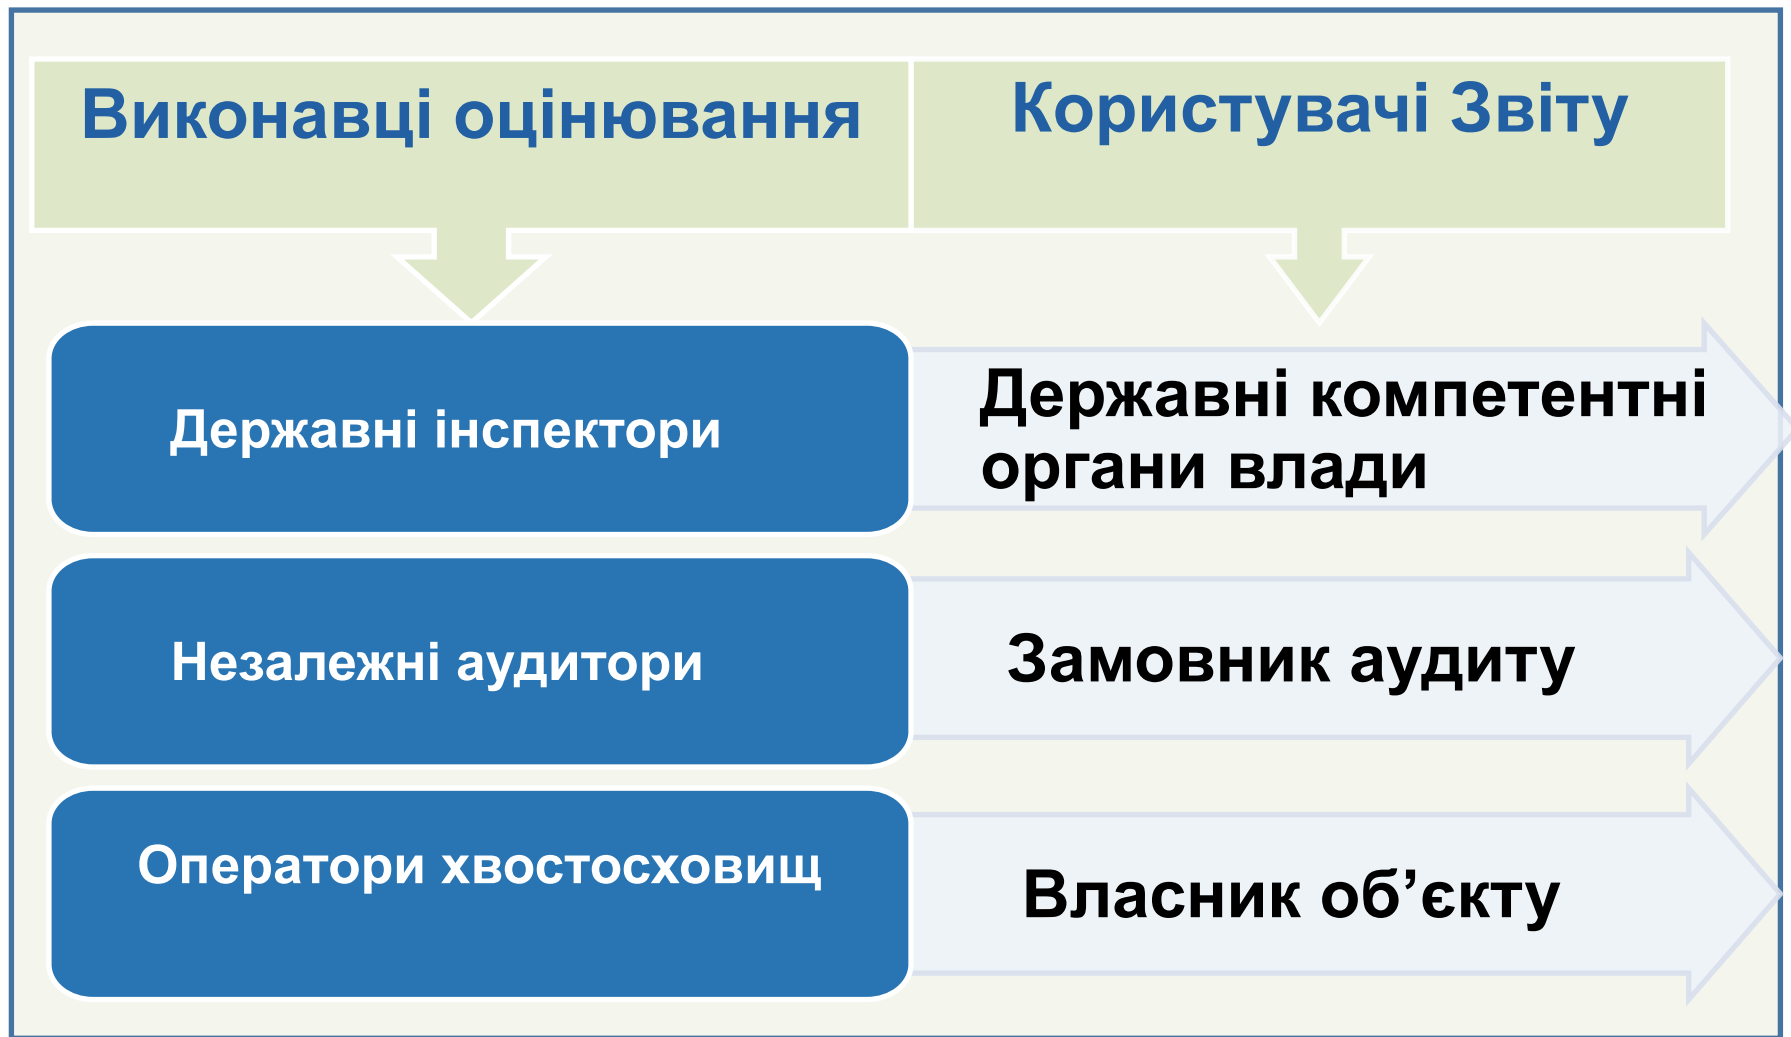 Виконавці оцінювання
Користувачі Звіту
Державні інспектори
Державні компетентні
органи влади
Незалежні аудитори
Замовник аудиту
Оператори хвостосховищ
Власник об’єкту